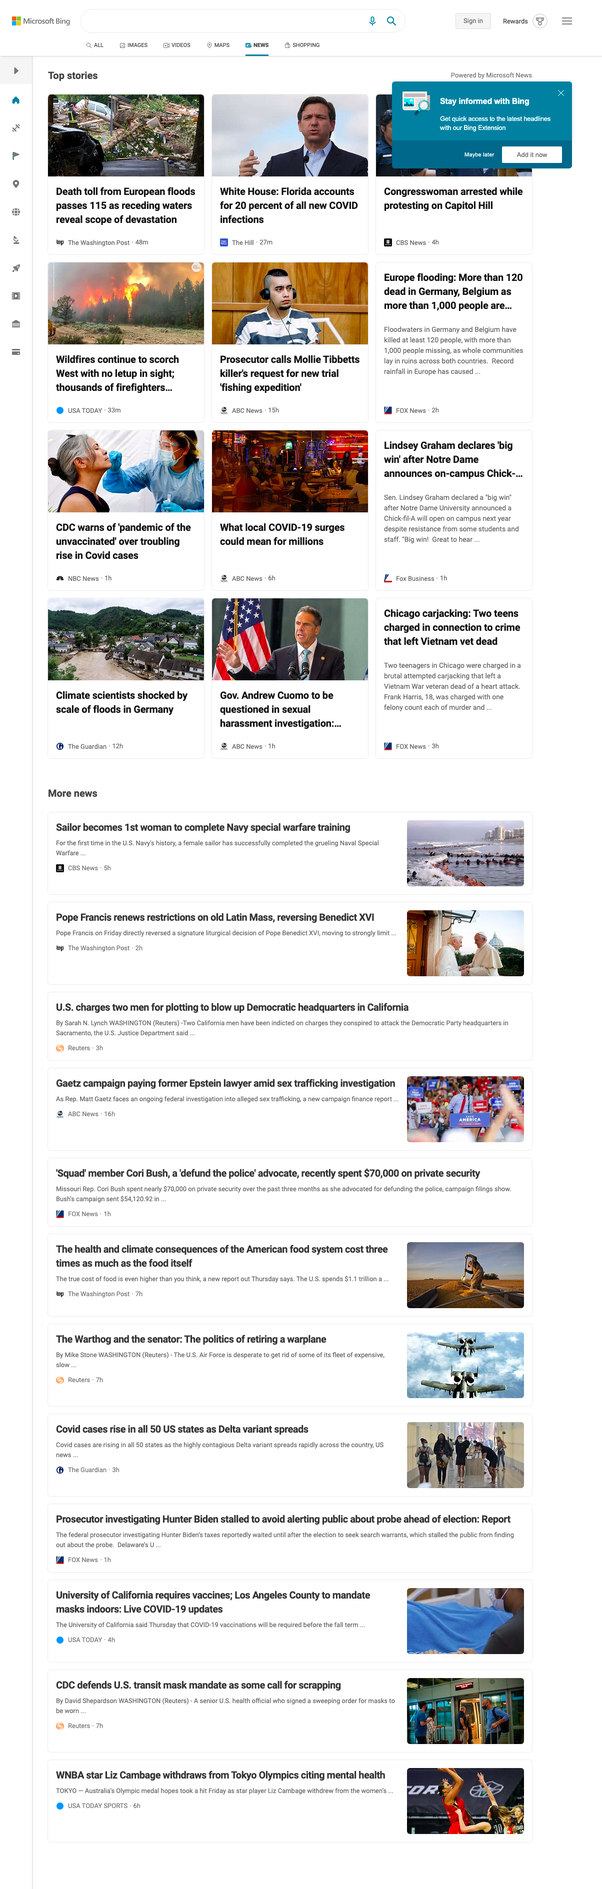 Microsoft Bing
Sign in
Rewards
ALL
IMAGES
VIDEOS
MAPS
NEWS
SHOPPING
Top stories
Powered by Microsoft News
Stay informed with Bing
Get quick access to the latest headlines
with our Bing Extension
Maybe later
Add it now
Death toll from European floods
passes 115 as receding waters
reveal scope of devastation
wp The Washington Post · 48m
White House: Florida accounts
for 20 percent of all new COVID
infections
The Hill · 27m
Congresswoman arrested while
protesting on Capitol Hill
CBS News · 4h
Wildfires continue to scorch
West with no letup in sight;
thousands of firefighters...
USA TODAY · 33m
Prosecutor calls Mollie Tibbetts
killer's request for new trial
'fishing expedition'
ABC News · 15h
Europe flooding: More than 120
dead in Germany, Belgium as
more than 1,000 people are...
Floodwaters in Germany and Belgium have
killed at least 120 people, with more than
1,000 people missing, as whole communities
lay in ruins across both countries. Record
rainfall in Europe has caused ...
FOX News · 2h
CDC warns of 'pandemic of the
unvaccinated' over troubling
rise in Covid cases
NBC News · 1h
What local COVID-19 surges
could mean for millions
ABC News · 6h
Lindsey Graham declares 'big
win' after Notre Dame
announces on-campus Chick-...
Sen. Lindsey Graham declared a "big win"
after Notre Dame University announced a
Chick-fil-A will open on campus next year
despite resistance from some students and
staff. "Big win! Great to hear ...
Fox Business · 1h
Climate scientists shocked by
scale of floods in Germany
The Guardian · 12h
Gov. Andrew Cuomo to be
questioned in sexual
harassment investigation:...
ABC News · 1h
Chicago carjacking: Two teens
charged in connection to crime
that left Vietnam vet dead
Two teenagers in Chicago were charged in a
brutal attempted carjacking that left a
Vietnam War veteran dead of a heart attack.
Frank Harris, 18, was charged with one
felony count each of murder and ...
FOX News · 3h
More news
Sailor becomes 1st woman to complete Navy special warfare training
For the first time in the U.S. Navy's history, a female sailor has successfully completed the grueling Naval Special
Warfare ...
CBS News · 5h
Pope Francis renews restrictions on old Latin Mass, reversing Benedict XVI
Pope Francis on Friday directly reversed a signature liturgical decision of Pope Benedict XVI, moving to strongly limit ...
wp The Washington Post · 2h
U.S. charges two men for plotting to blow up Democratic headquarters in California
By Sarah N. Lynch WASHINGTON (Reuters) -Two California men have been indicted on charges they conspired to attack the Democratic Party headquarters in
Sacramento, the U.S. Justice Department said ...
Reuters · 3h
Gaetz campaign paying former Epstein lawyer amid sex trafficking investigation
As Rep. Matt Gaetz faces an ongoing federal investigation into alleged sex trafficking, a new campaign finance report ...
ABC News · 16h
AMERICA
'Squad' member Cori Bush, a 'defund the police' advocate, recently spent $70,000 on private security
Missouri Rep. Cori Bush spent nearly $70,000 on private security over the past three months as she advocated for defunding the police, campaign filings show.
Bush's campaign sent $54,120.92 in ...
FOX News · 1h
The health and climate consequences of the American food system cost three
times as much as the food itself
The true cost of food is even higher than you think, a new report out Thursday says. The U.S. spends $1.1 trillion a ...
wp The Washington Post · 7h
The Warthog and the senator: The politics of retiring a warplane
By Mike Stone WASHINGTON (Reuters) - The U.S. Air Force is desperate to get rid of some of its fleet of expensive,
slow ...
Reuters · 7h
Covid cases rise in all 50 US states as Delta variant spreads
Covid cases are rising in all 50 states as the highly contagious Delta variant spreads rapidly across the country, US
news ...
The Guardian · 3h
Prosecutor investigating Hunter Biden stalled to avoid alerting public about probe ahead of election: Report
The federal prosecutor investigating Hunter Biden's taxes reportedly waited until after the election to seek search warrants, which stalled the public from finding
out about the probe. Delaware's U ...
FOX News · 1h
University of California requires vaccines; Los Angeles County to mandate
masks indoors: Live COVID-19 updates
The University of California said Thursday that COVID-19 vaccinations will be required before the fall term ...
USA TODAY · 4h
CDC defends U.S. transit mask mandate as some call for scrapping
By David Shepardson WASHINGTON (Reuters) - A senior U.S. health official who signed a sweeping order for masks to
be worn ...
Reuters · 7h
WNBA star Liz Cambage withdraws from Tokyo Olympics citing mental health
TOKYO — Australia's Olympic medal hopes took a hit Friday as star player Liz Cambage withdrew from the women's ...
USA TODAY SPORTS · 6h